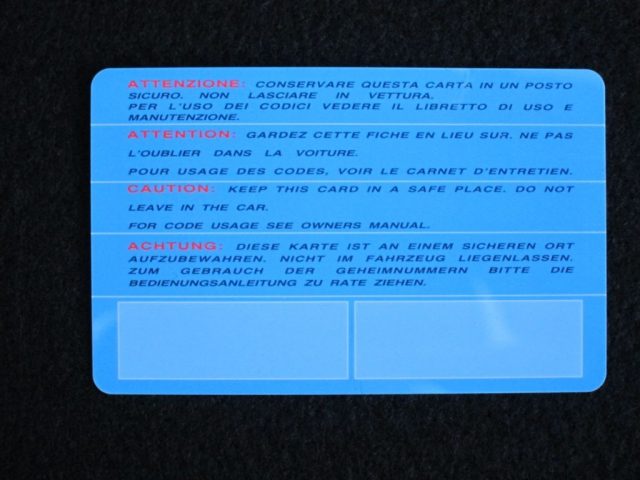 ATTENZIONE: CONSERVARE QUESTA CARTA IN UN POSTO
SICURO. NON LASCIARE IN VETTURA.
PER L'USO DEI CODICI VEDERE IL LIBRETTO DI USO E
MANUTENZIONE.
ATTENTION: GARDEZ CETTE FICHE EN LIEU SUR. NE PAS
L'OUBLIER DANS LA VOITURE.
POUR USAGE DES CODES, VOIR LE CARNET D'ENTRETIEN.
CAUTION: KEEP THIS CARD IN A SAFE PLACE. DO NOT
LEAVE IN THE CAR.
FOR CODE USAGE SEE OWNERS MANUAL.
ACHTUNG: DIESE KARTE IST AN EINEM SICHEREN ORT
AUFZUBEWAHREN. NICHT IM FAHRZEUG LIEGENLASSEN.
ZUM GEBRAUCH DER GEHEIMNUMMERN BITTE DIE
BEDIENUNGSANLEITUNG ZU RATE ZIEHEN.